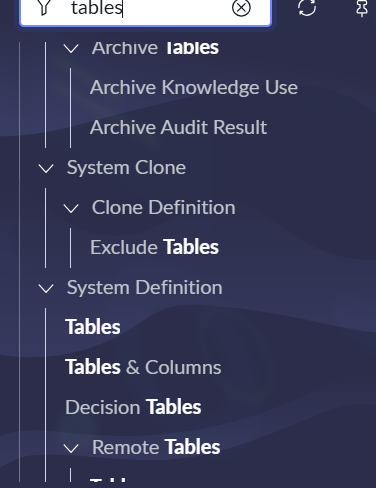 tables
Archive Tables
Archive Knowledge Use
Archive Audit Result
System Clone
Clone Definition
Exclude Tables
System Definition
Tables
Tables & Columns
Decision Tables
Remote Tables